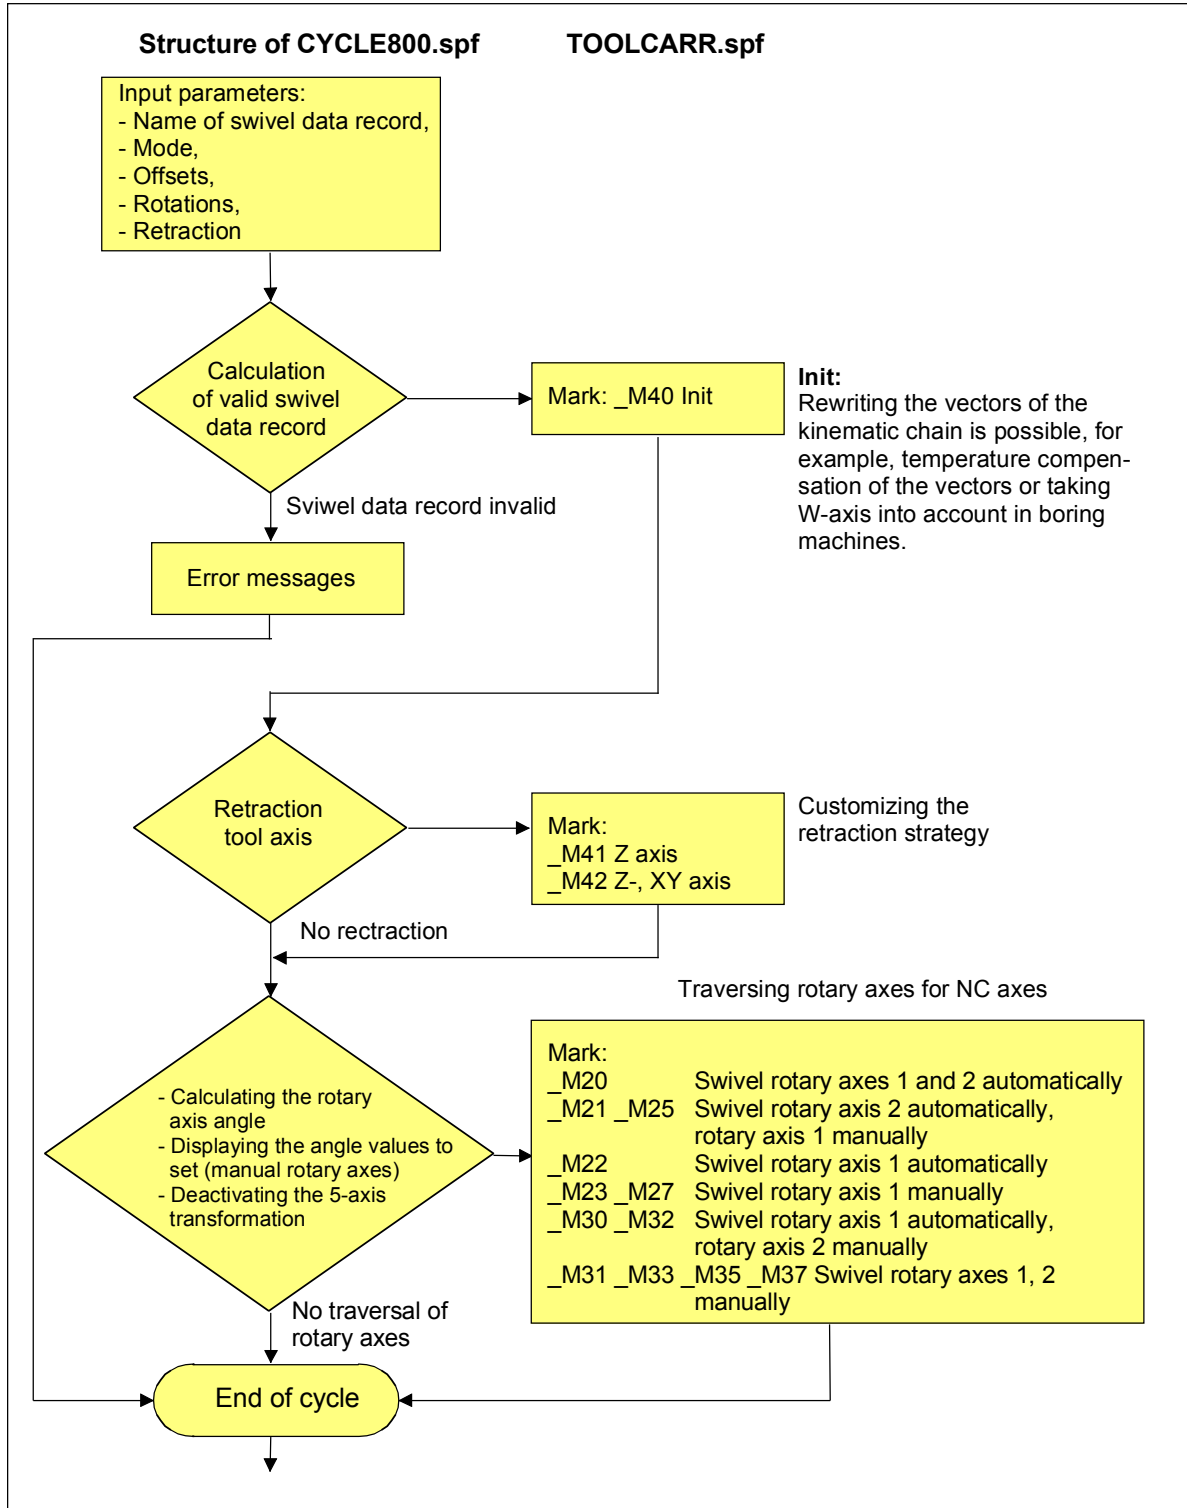 Structure of CYCLE800.spf TOOLCARR.spf
Input parameters:
- Name of swivel data record,
- Mode,
- Offsets,
- Rotations,
- Retraction
Calculation
of valid swivel
data record
Mark: _M40 Init
Init:
Rewriting the vectors of the
kinematic chain is possible, for
example, temperature compen-
sation of the vectors or taking
W-axis into account in boring
machines.
Sviwel data record invalid
Error messages
Retraction
tool axis
Mark:
_M41 Z axis
_M42 Z-, XY axis
Customizing the
retraction strategy
No rectraction
Traversing rotary axes for NC axes
- Calculating the rotary
axis angle
- Displaying the angle values to
set (manual rotary axes)
- Deactivating the 5-axis
transformation
Mark:
_M20 Swivel rotary axes 1 and 2 automatically
_M21 _M25 Swivel rotary axis 2 automatically,
rotary axis 1 manually
_M22 Swivel rotary axis 1 automatically
_M23 _M27 Swivel rotary axis 1 manually
_M30 _M32 Swivel rotary axis 1 automatically,
rotary axis 2 manually
_M31 _M33 _M35 _M37 Swivel rotary axes 1, 2
manually
No traversal of
rotary axes
End of cycle